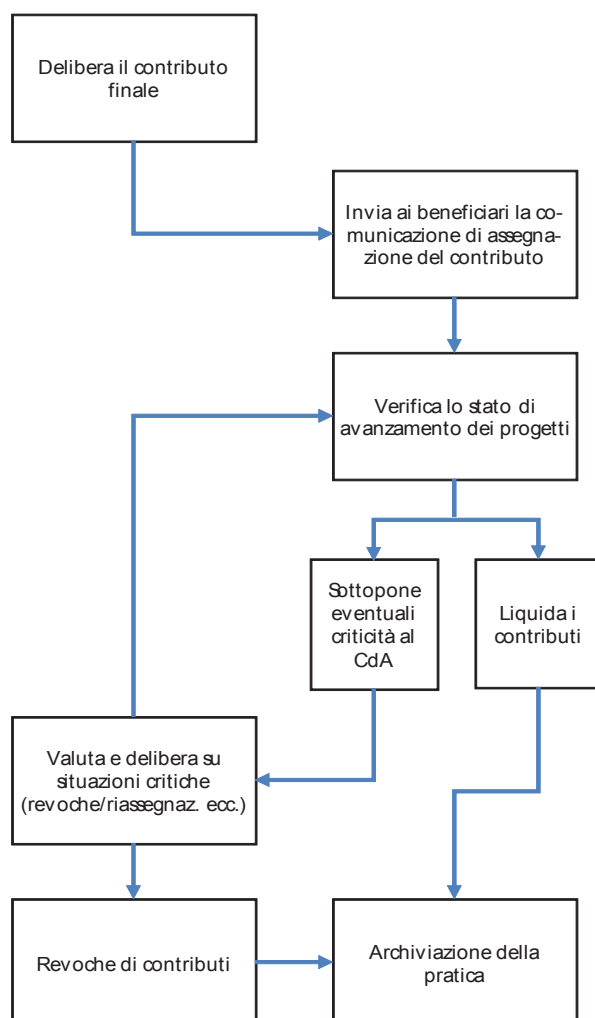 Delibera il contributo
finale
Invia ai beneficiari la co-
municazione di assegna-
zione del contributo
Verifica lo stato di
avanzamento dei progetti
Sottopone
eventuali
criticità al
CdA
Liquida i
contributi
Valuta e delibera su
situazioni critiche
(revoche/riassegnaz. ecc.)
Revoche di contributi
Archiviazione della
pratica